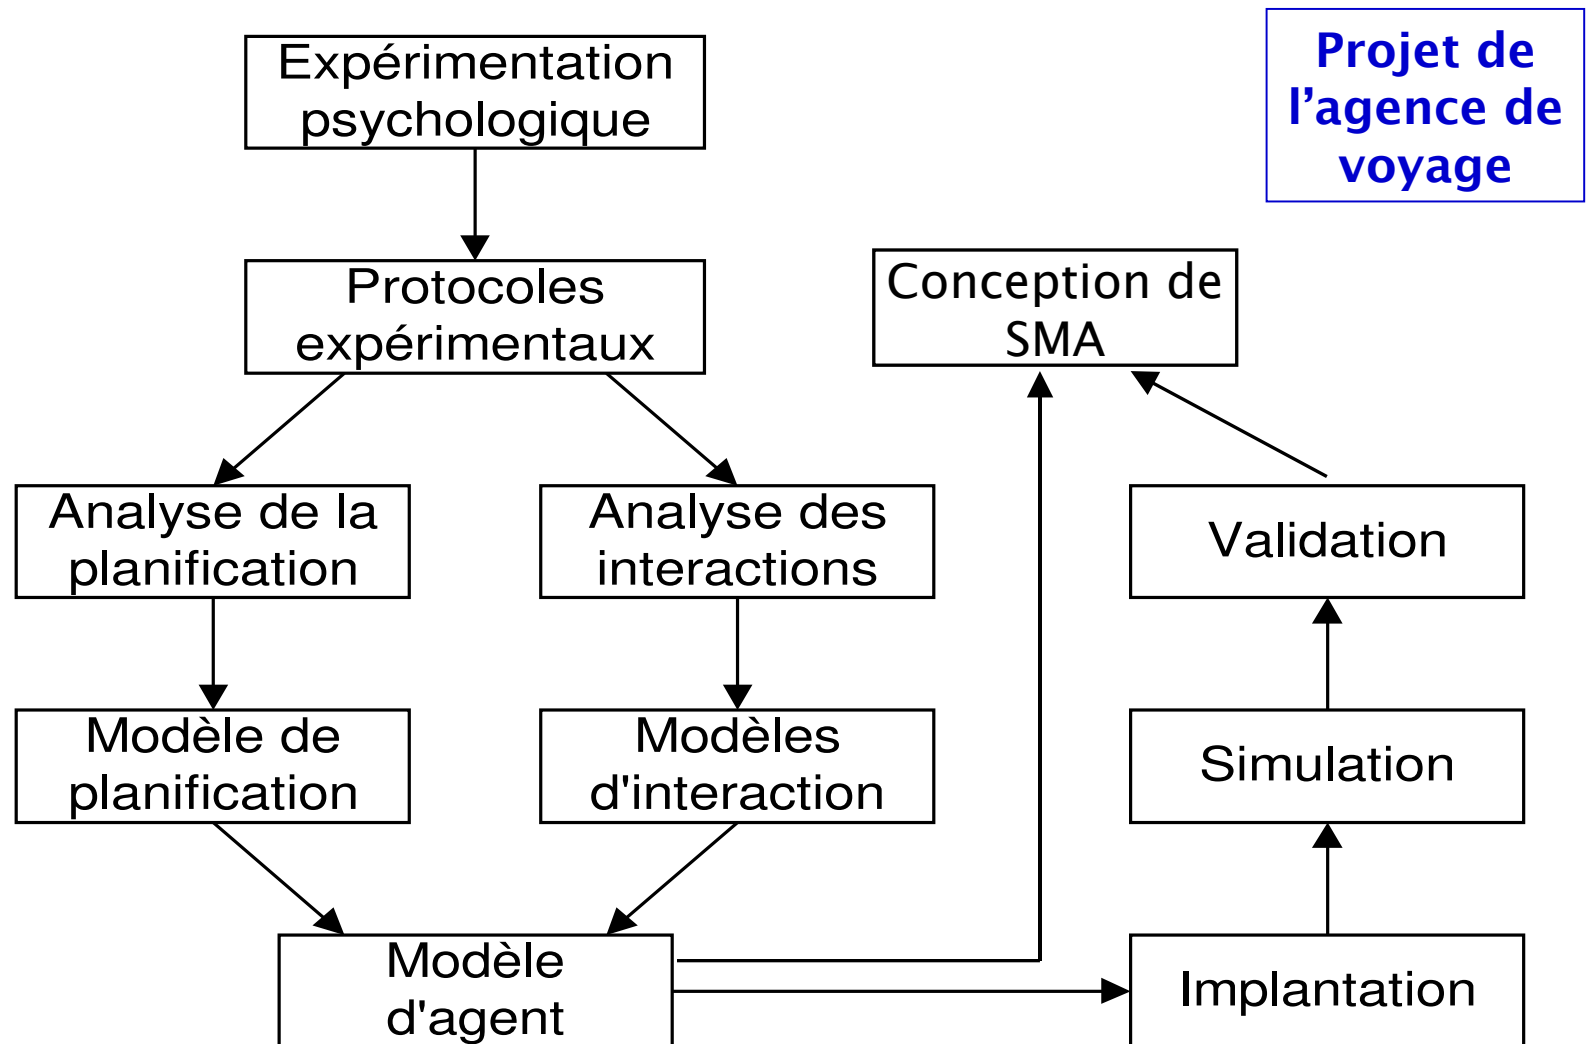 Expérimentation
psychologique
Projet de
l’agence de
voyage
Protocoles
expérimentaux
Conception de
SMA
Analyse de la
planification
Analyse des
interactions
Validation
Modèle de
planification
Modèles
d'interaction
Simulation
Modèle
d'agent
Implantation